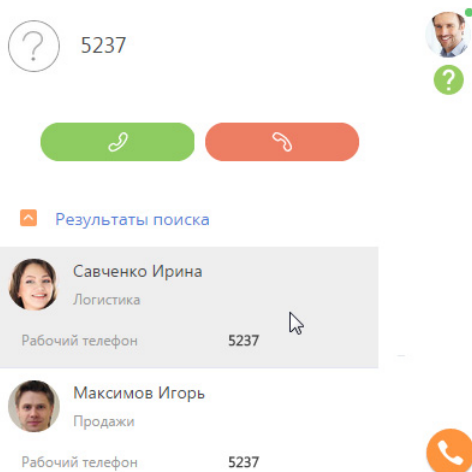 5237
Результаты поиска
Савченко Ирина
Логистика
Рабочий телефон 5237
Максимов Игорь
Продажи
Рабочий телефон 5237